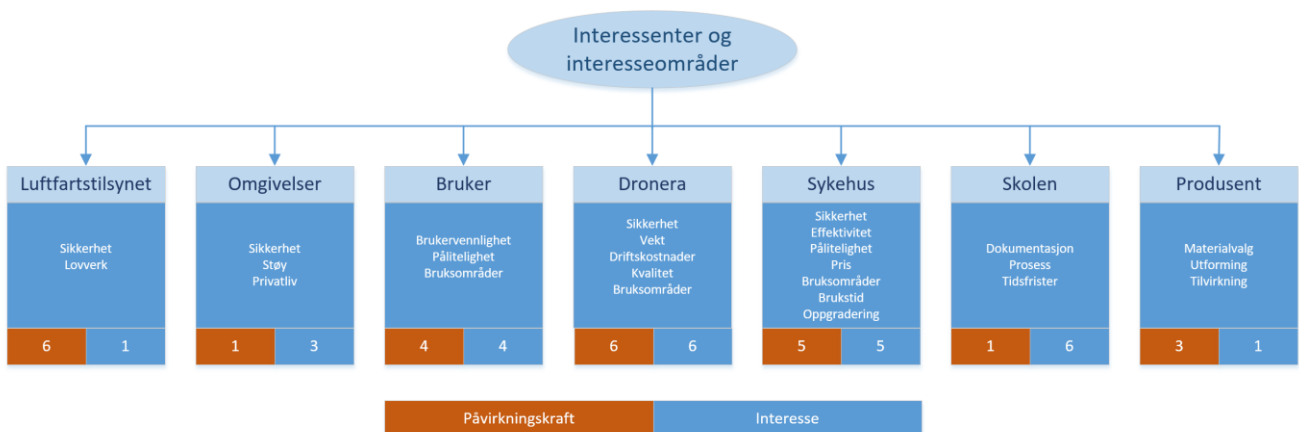 Interessenter og
interesseområder
Luftfartstilsynet
Sikkerhet
Lovverk
6
1
Omgivelser
Sikkerhet
Støy
Privatliv
1
3
Bruker
Brukervennlighet
Pålitelighet
Bruksområder
4
4
Dronera
Sikkerhet
Vekt
Driftskostnader
Kvalitet
Bruksområder
6
6
Sykehus
Sikkerhet
Effektivitet
Pålitelighet
Pris
Bruksområder
Brukstid
Oppgradering
5
5
Skolen
Dokumentasjon
Prosess
Tidsfrister
1
6
Produsent
Materialvalg
Utforming
Tilvirkning
3
1
Påvirkningskraft
Interesse